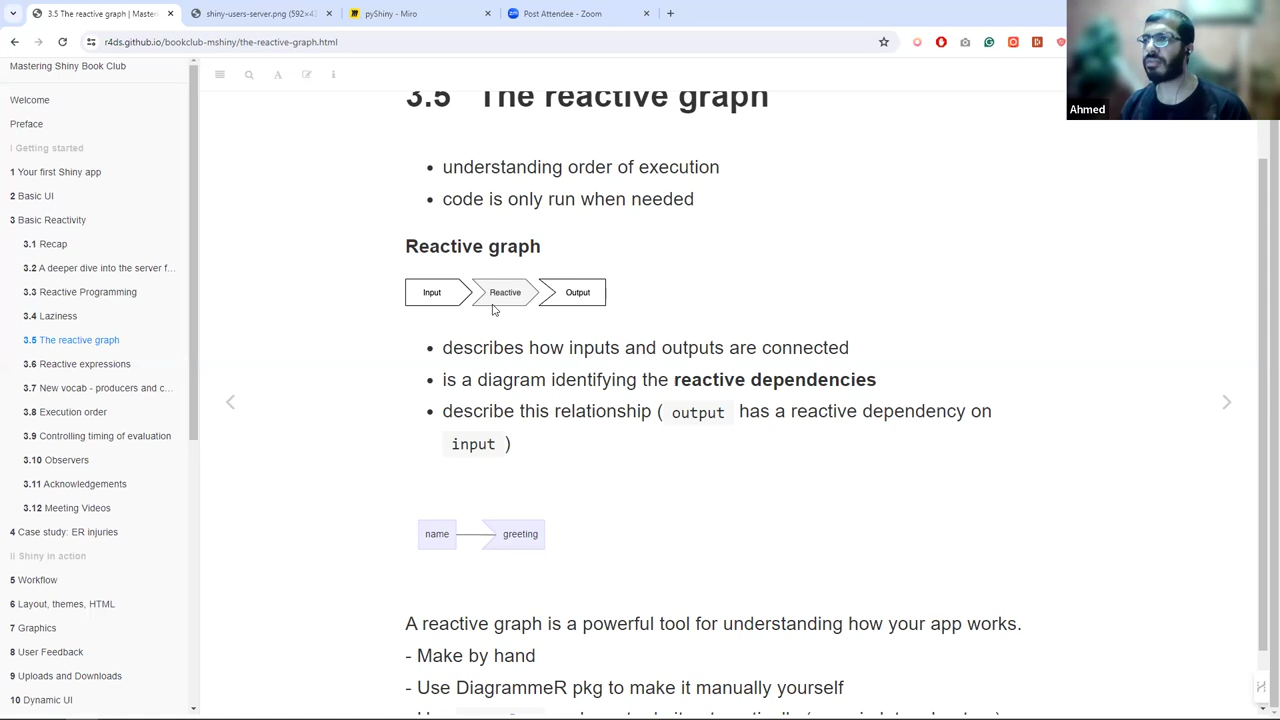 3.5 The reactive graph | Master
shiny-users-server.png (592×43
pyShiny - Miro
Post Attendee - Zoom
r4ds.github.io/bookclub-mshiny/the-reactive-graph.html
Ahmed
Mastering Shiny Book Club
Welcome
Preface
I Getting started
1 Your first Shiny app
2 Basic UI
3 Basic Reactivity
3.1 Recap
3.2 A deeper dive into the server f…
3.3 Reactive Programming
3.4 Laziness
3.5 The reactive graph
3.6 Reactive expressions
3.7 New vocab - producers and c…
3.8 Execution order
3.9 Controlling timing of evaluation
3.10 Observers
3.11 Acknowledgements
3.12 Meeting Videos
4 Case study: ER injuries
II Shiny in action
5 Workflow
6 Layout, themes, HTML
7 Graphics
8 User Feedback
9 Uploads and Downloads
10 Dynamic UI
3.5 The reactive graph
• understanding order of execution
• code is only run when needed
Reactive graph
Input Reactive Output
• describes how inputs and outputs are connected
• is a diagram identifying the reactive dependencies
• describe this relationship ( output has a reactive dependency on
input )
name greeting
A reactive graph is a powerful tool for understanding how your app works.
- Make by hand
- Use DiagrammeR pkg to make it manually yourself